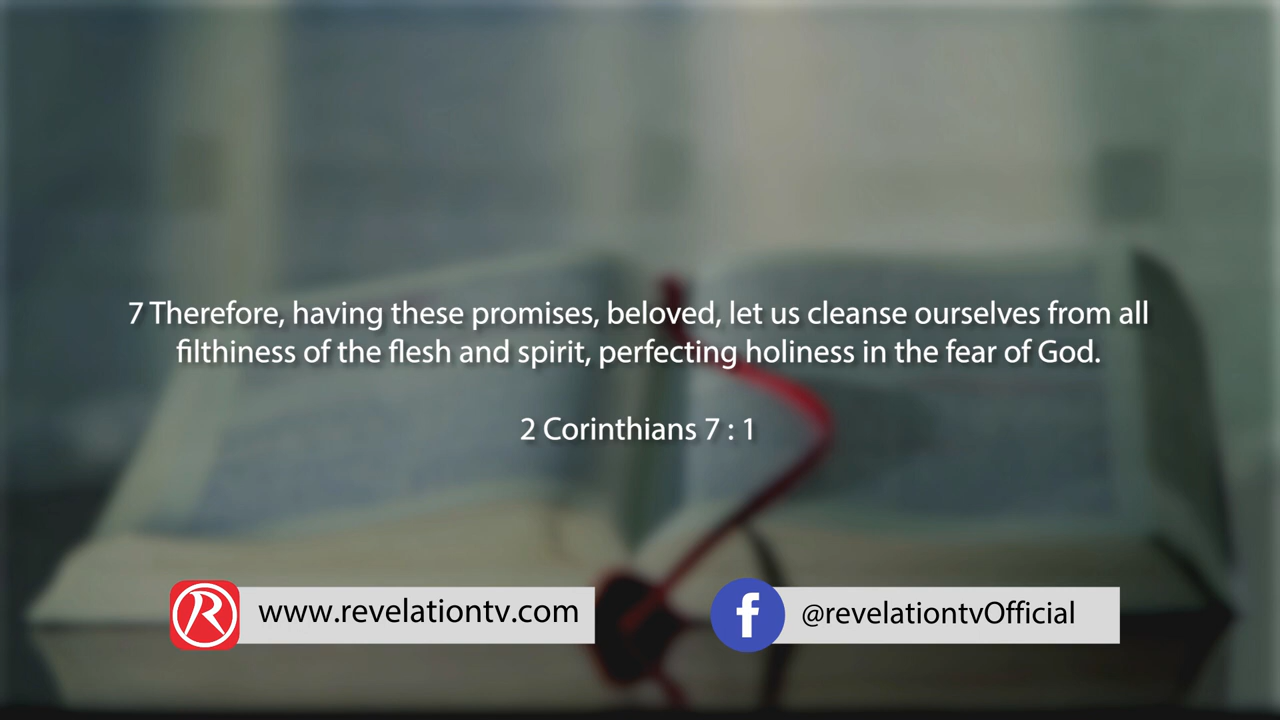 7 Therefore, having these promises, beloved, let us cleanse ourselves from all
filthiness of the flesh and spirit, perfecting holiness in the fear of God.
2 Corinthians 7 : 1
www.revelationtv.com
@revelationtvOfficial